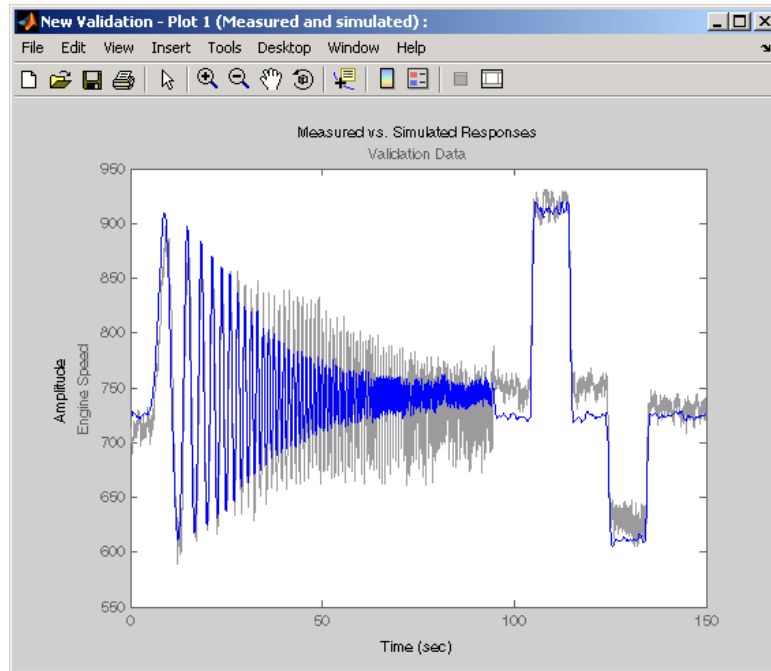 New Validation - Plot 1 (Measured and simulated) :
File Edit View Insert Tools Desktop Window Help
Measured vs. Simulated Responses
Validation Data
Amplitude
Engine Speed
950
900
850
800
750
700
650
600
550
0 50 100 150
Time (sec)